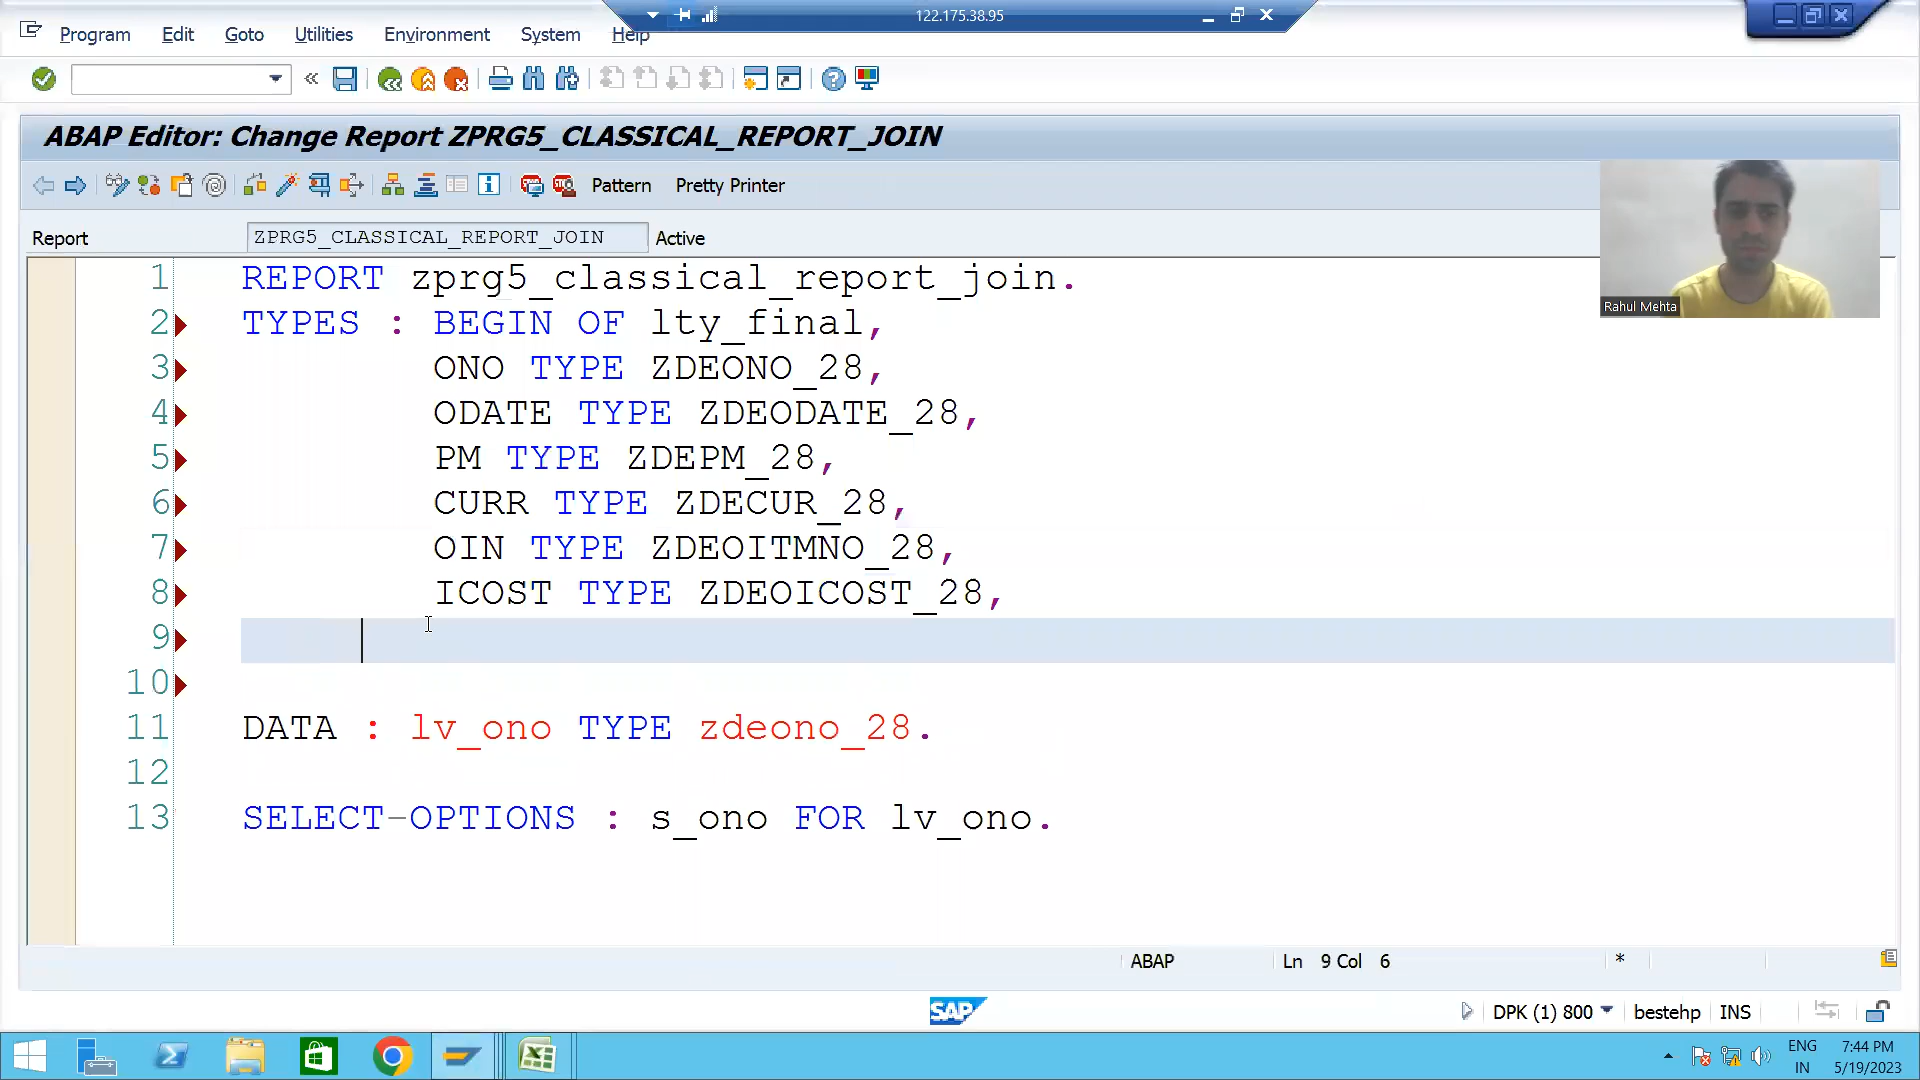 122.175.38.95
Program Edit Goto Utilities Environment System Help
ABAP Editor: Change Report ZPRG5_CLASSICAL_REPORT_JOIN
Pattern Pretty Printer
Report ZPRG5_CLASSICAL_REPORT_JOIN Active
Rahul Mehta
1 REPORT zprg5_classical_report_join.
2 TYPES : BEGIN OF lty_final,
3 ONO TYPE ZDEONO_28,
4 ODATE TYPE ZDEODATE_28,
5 PM TYPE ZDEPM_28,
6 CURR TYPE ZDECUR_28,
7 OIN TYPE ZDEOITMNO_28,
8 ICOST TYPE ZDEOICOST_28,
9
10
11 DATA : lv_ono TYPE zdeono_28.
12
13 SELECT-OPTIONS : s_ono FOR lv_ono.
ABAP Ln 9 Col 6 *
SAP
DPK (1) 800 bestehp INS
ENG 7:44 PM
IN 5/19/2023